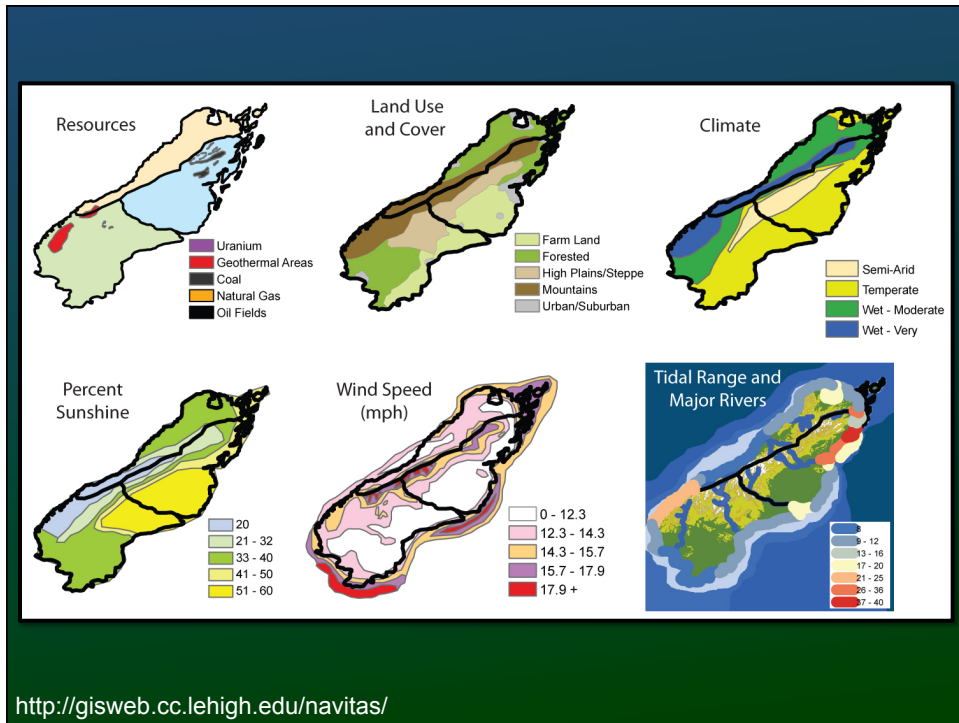 Resources
Uranium
Geothermal Areas
Coal
Natural Gas
Oil Fields
Land Use
and Cover
Farm Land
Forested
High Plains/Steppe
Mountains
Urban/Suburban
Climate
Semi-Arid
Temperate
Wet - Moderate
Wet - Very
Percent
Sunshine
20
21 - 32
33 - 40
41 - 50
51 - 60
Wind Speed
(mph)
0 - 12.3
12.3 - 14.3
14.3 - 15.7
15.7 - 17.9
17.9 +
Tidal Range and
Major Rivers
8
9 - 12
13 - 16
17 - 20
21 - 25
26 - 36
37 - 40
http://gisweb.cc.lehigh.edu/navitas/